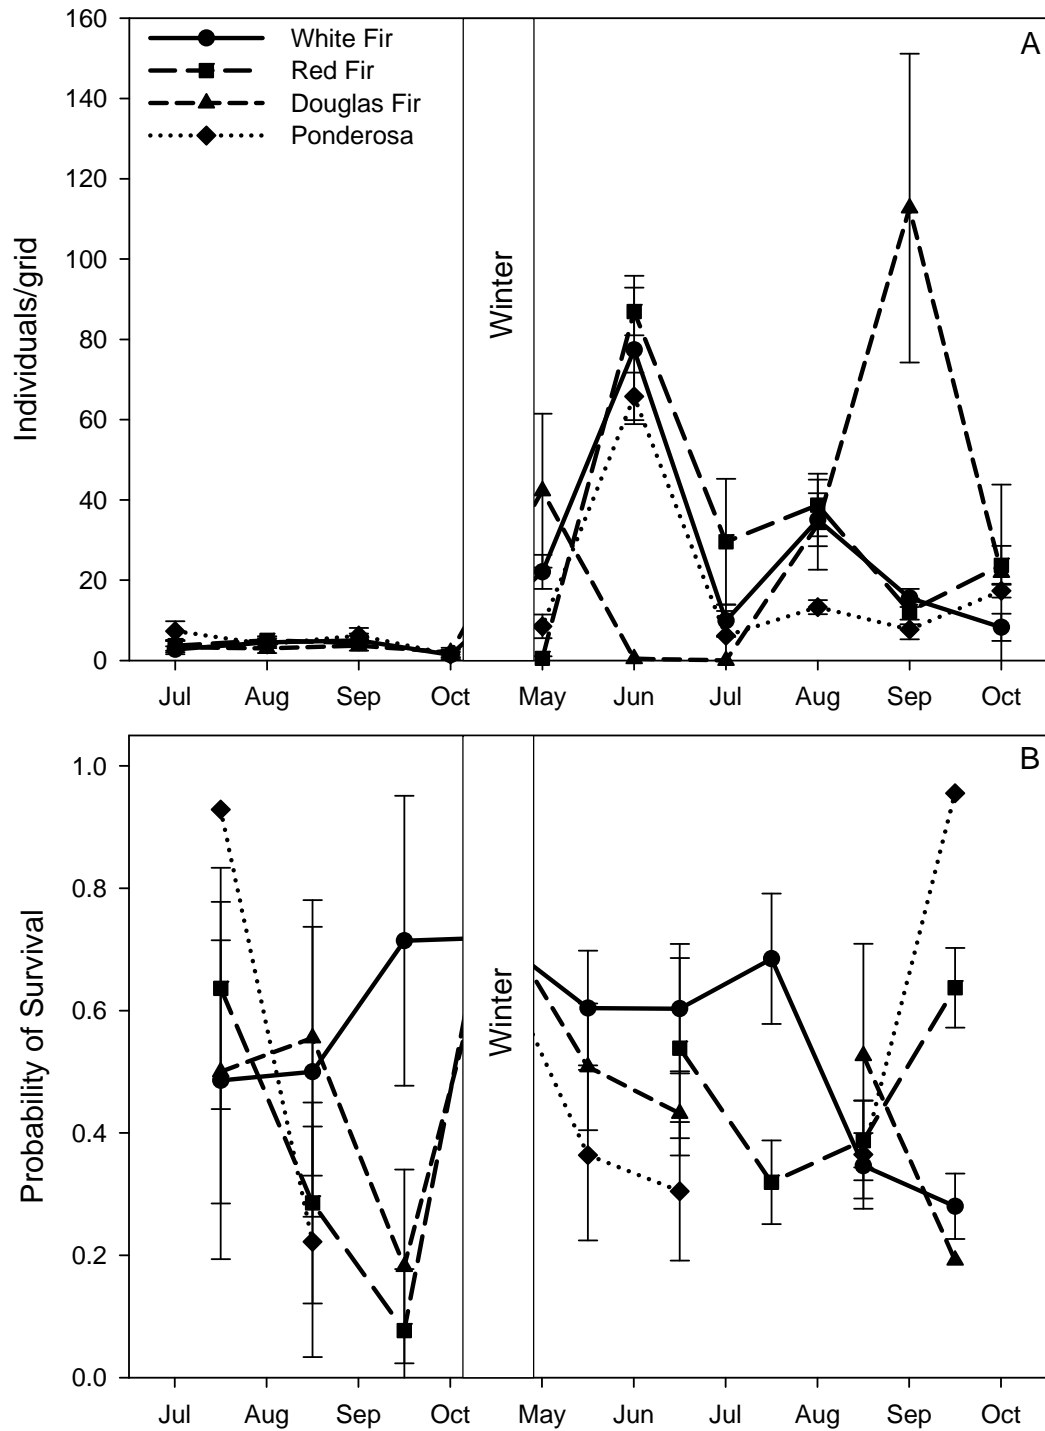 160
140
120
100
80
60
40
20
0
Individuals/grid
White Fir
Red Fir
Douglas Fir
Ponderosa
A
Winter
Jul Aug Sep Oct May Jun Jul Aug Sep Oct
1.0
0.8
0.6
0.4
0.2
0.0
Probability of Survival
B
Winter
Jul Aug Sep Oct May Jun Jul Aug Sep Oct